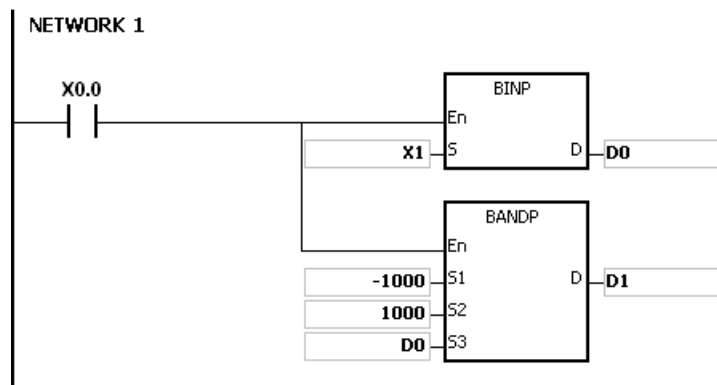 NETWORK 1
X0.0
BINP
En
X1 S D D0
BANDP
En
-1000 S1 D D1
1000 S2
D0 S3